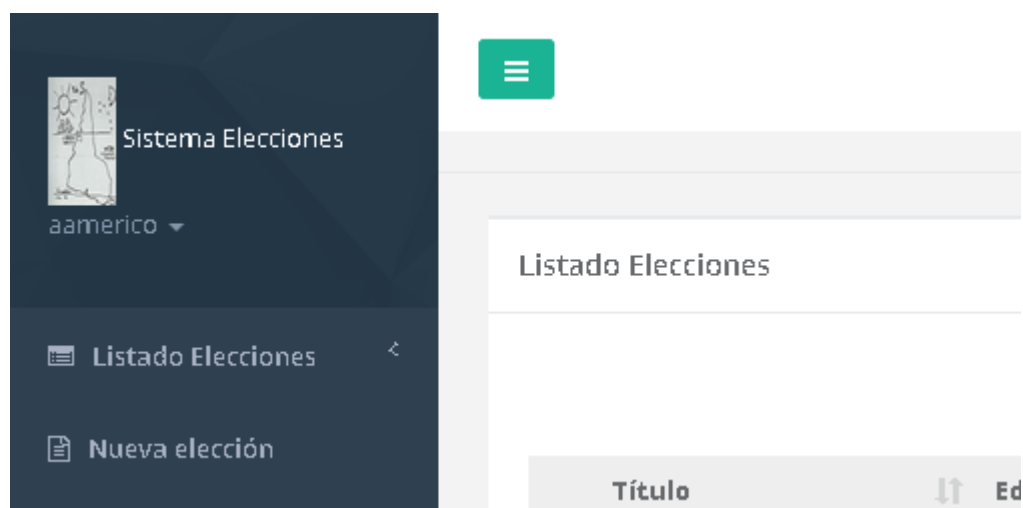 Sistema Elecciones
aamerico
Listado Elecciones
Nueva elección
Listado Elecciones
Título